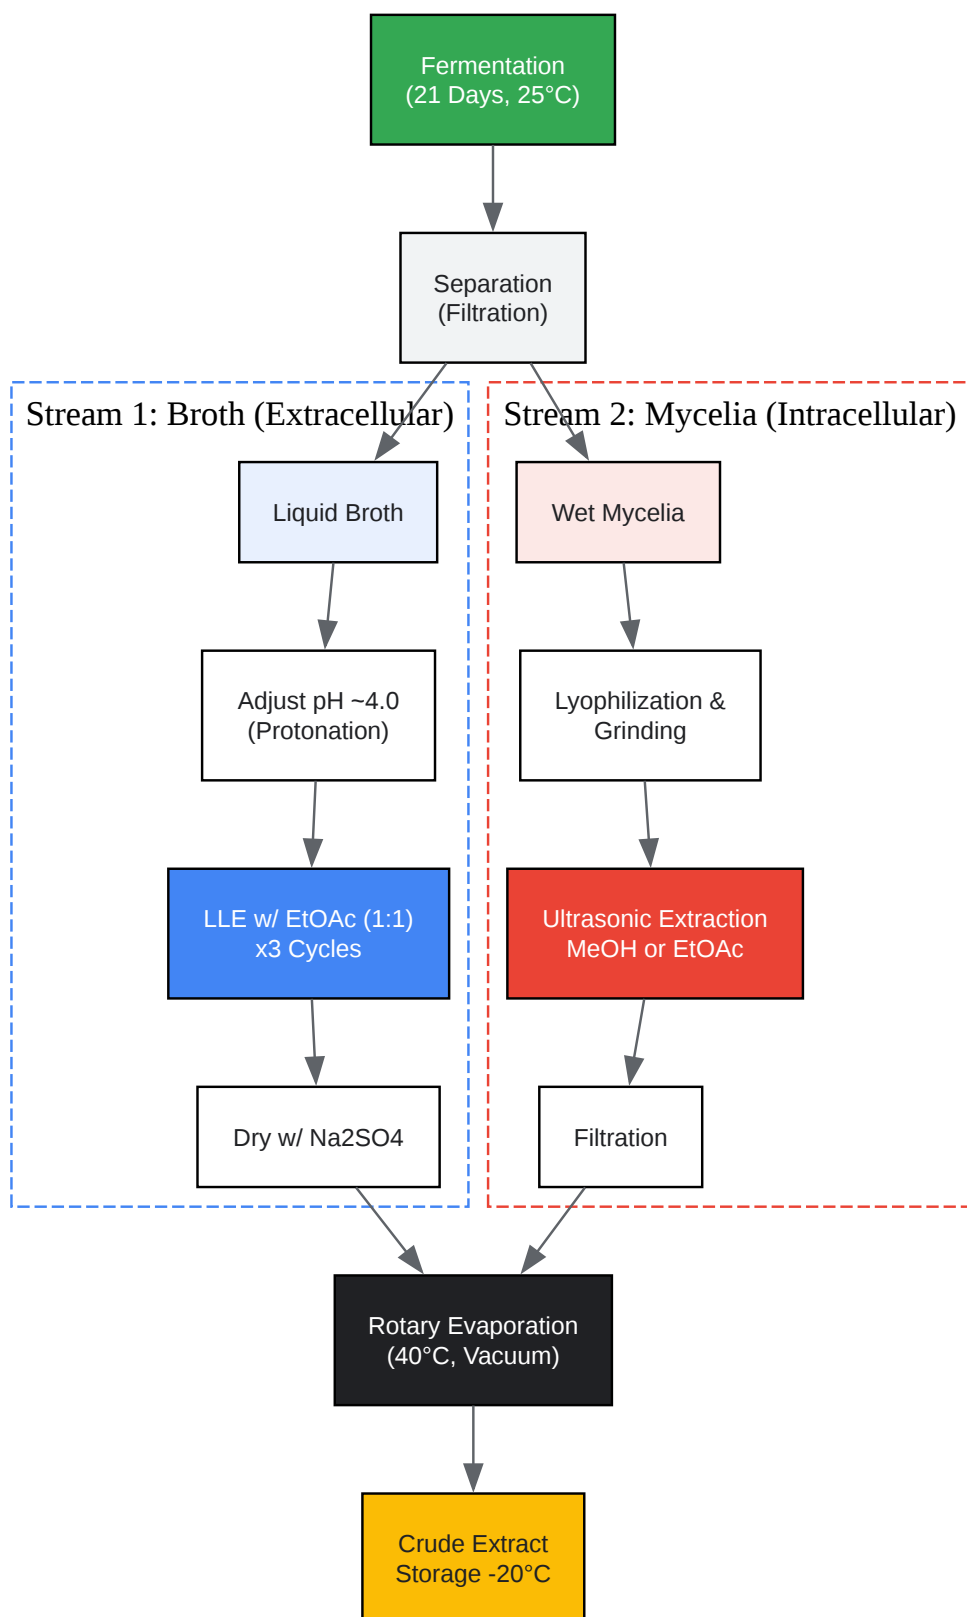 Fermentation
(21 Days, 25°C)
Separation
(Filtration)
Stream 1: Broth (Extracellular)
Liquid Broth
Adjust pH ~4.0
(Protonation)
LLE w/ EtOAc (1:1)
x3 Cycles
Dry w/ Na2SO4
Stream 2: Mycelia (Intracellular)
Wet Mycelia
Lyophilization &
Grinding
Ultrasonic Extraction
MeOH or EtOAc
Filtration
Rotary Evaporation
(40°C, Vacuum)
Crude Extract
Storage -20°C